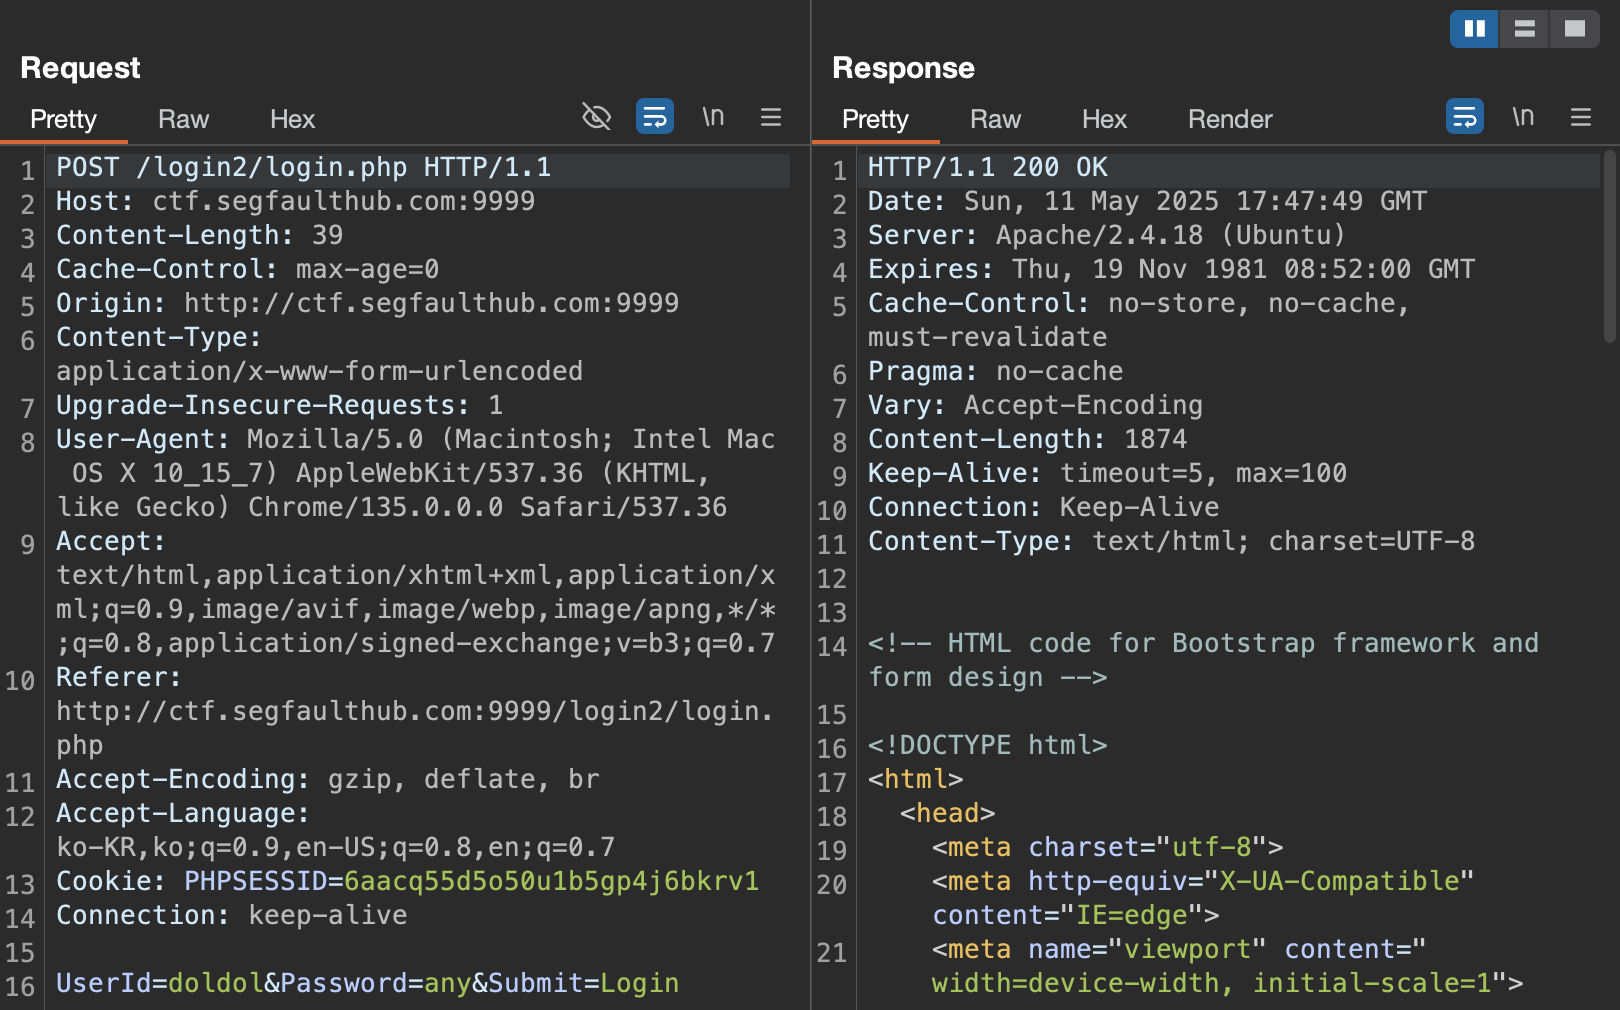 Request
Pretty Raw Hex \n
1 POST /login2/login.php HTTP/1.1
2 Host: ctf.segfaulthub.com:9999
3 Content-Length: 39
4 Cache-Control: max-age=0
5 Origin: http://ctf.segfaulthub.com:9999
6 Content-Type:
application/x-www-form-urlencoded
7 Upgrade-Insecure-Requests: 1
8 User-Agent: Mozilla/5.0 (Macintosh; Intel Mac
OS X 10_15_7) AppleWebKit/537.36 (KHTML,
like Gecko) Chrome/135.0.0.0 Safari/537.36
9 Accept:
text/html,application/xhtml+xml,application/x
ml;q=0.9,image/avif,image/webp,image/apng,*/*
;q=0.8,application/signed-exchange;v=b3;q=0.7
10 Referer:
http://ctf.segfaulthub.com:9999/login2/login.
php
11 Accept-Encoding: gzip, deflate, br
12 Accept-Language:
ko-KR,ko;q=0.9,en-US;q=0.8,en;q=0.7
13 Cookie: PHPSESSID=6aacq55d5o50u1b5gp4j6bkrv1
14 Connection: keep-alive
15
16 UserId=doldol&Password=any&Submit=Login
Response
Pretty Raw Hex Render \n
1 HTTP/1.1 200 OK
2 Date: Sun, 11 May 2025 17:47:49 GMT
3 Server: Apache/2.4.18 (Ubuntu)
4 Expires: Thu, 19 Nov 1981 08:52:00 GMT
5 Cache-Control: no-store, no-cache,
must-revalidate
6 Pragma: no-cache
7 Vary: Accept-Encoding
8 Content-Length: 1874
9 Keep-Alive: timeout=5, max=100
10 Connection: Keep-Alive
11 Content-Type: text/html; charset=UTF-8
12
13
14 <!-- HTML code for Bootstrap framework and
form design -->
15
16 <!DOCTYPE html>
17 <html>
18 <head>
19 <meta charset="utf-8">
20 <meta http-equiv="X-UA-Compatible"
content="IE=edge">
21 <meta name="viewport" content="
width=device-width, initial-scale=1">